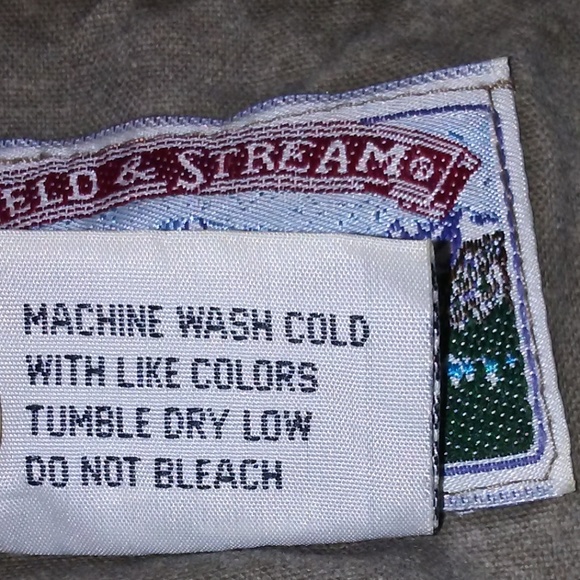 ELD & STREAM®
MACHINE WASH COLD
WITH LIKE COLORS
TUMBLE DRY LOW
DO NOT BLEACH